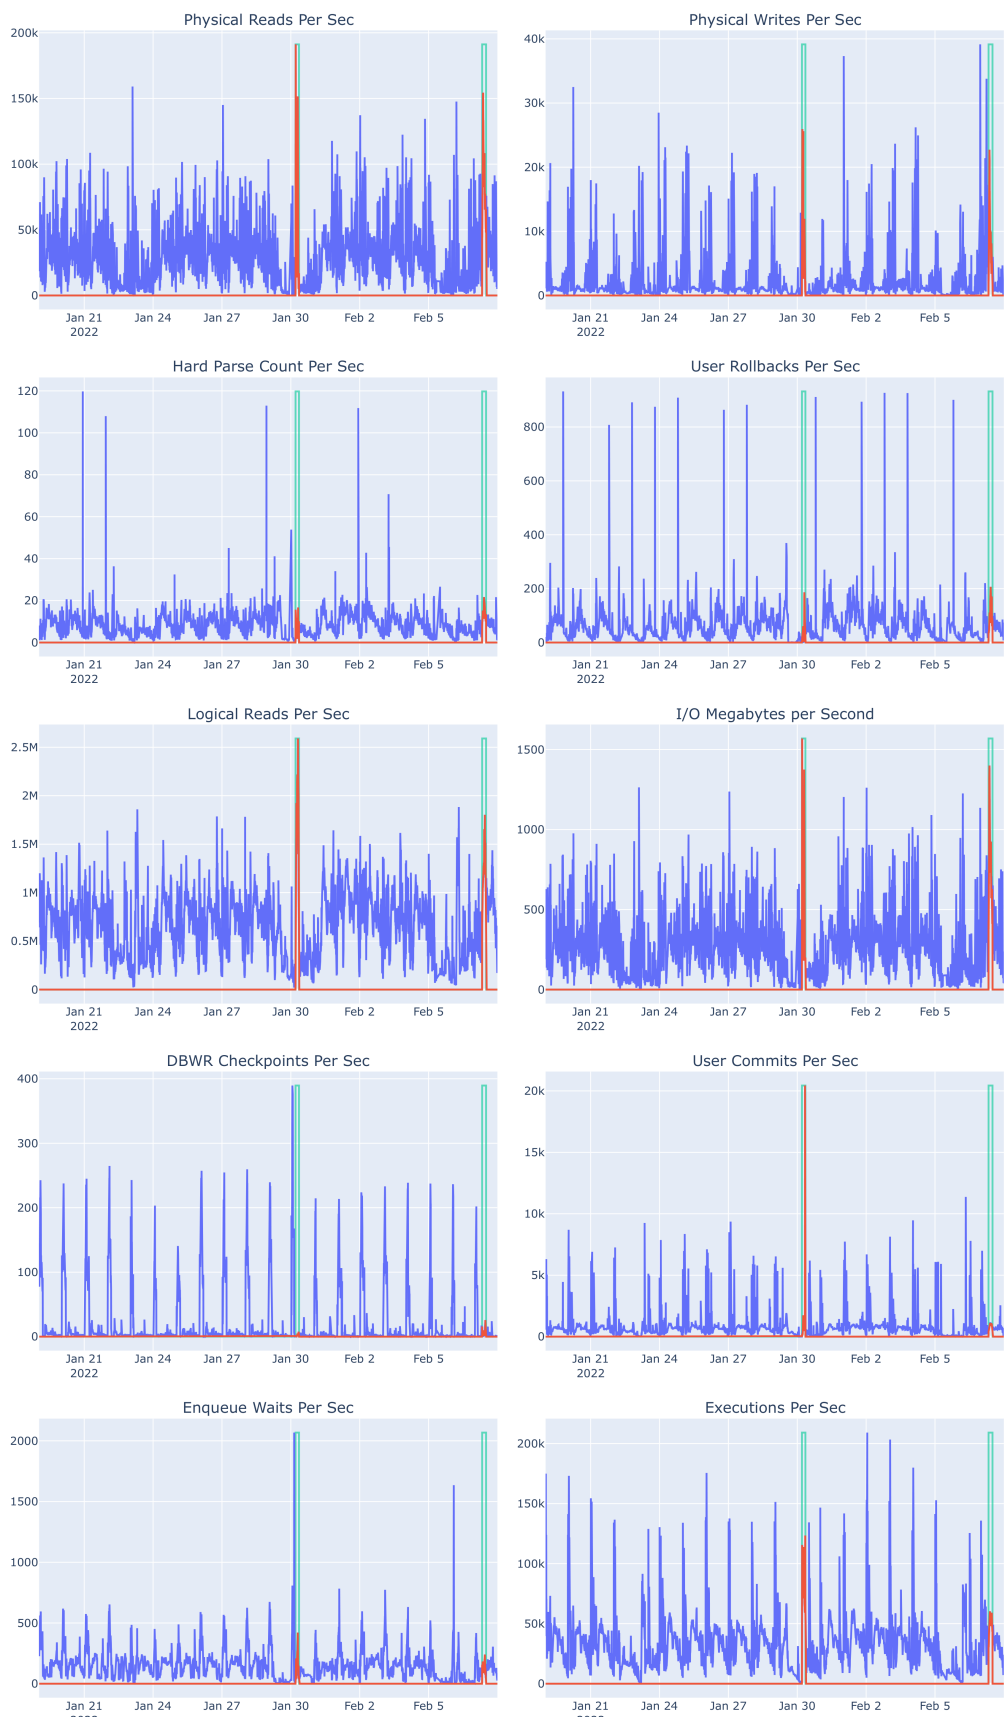 Physical Reads Per Sec
Physical Writes Per Sec
200k
150k
100k
50k
0
40k
30k
20k
10k
0
Jan 21 Jan 24 Jan 27 Jan 30 Feb 2 Feb 5
2022
Jan 21 Jan 24 Jan 27 Jan 30 Feb 2 Feb 5
2022
Hard Parse Count Per Sec
User Rollbacks Per Sec
120
100
80
60
40
20
0
800
600
400
200
0
Jan 21 Jan 24 Jan 27 Jan 30 Feb 2 Feb 5
2022
Jan 21 Jan 24 Jan 27 Jan 30 Feb 2 Feb 5
2022
Logical Reads Per Sec
I/O Megabytes per Second
2.5M
2M
1.5M
1M
0.5M
0
1500
1000
500
0
Jan 21 Jan 24 Jan 27 Jan 30 Feb 2 Feb 5
2022
Jan 21 Jan 24 Jan 27 Jan 30 Feb 2 Feb 5
2022
DBWR Checkpoints Per Sec
User Commits Per Sec
400
300
200
100
0
20k
15k
10k
5k
0
Jan 21 Jan 24 Jan 27 Jan 30 Feb 2 Feb 5
2022
Jan 21 Jan 24 Jan 27 Jan 30 Feb 2 Feb 5
2022
Enqueue Waits Per Sec
Executions Per Sec
2000
1500
1000
500
0
200k
150k
100k
50k
0
Jan 21 Jan 24 Jan 27 Jan 30 Feb 2 Feb 5
Jan 21 Jan 24 Jan 27 Jan 30 Feb 2 Feb 5